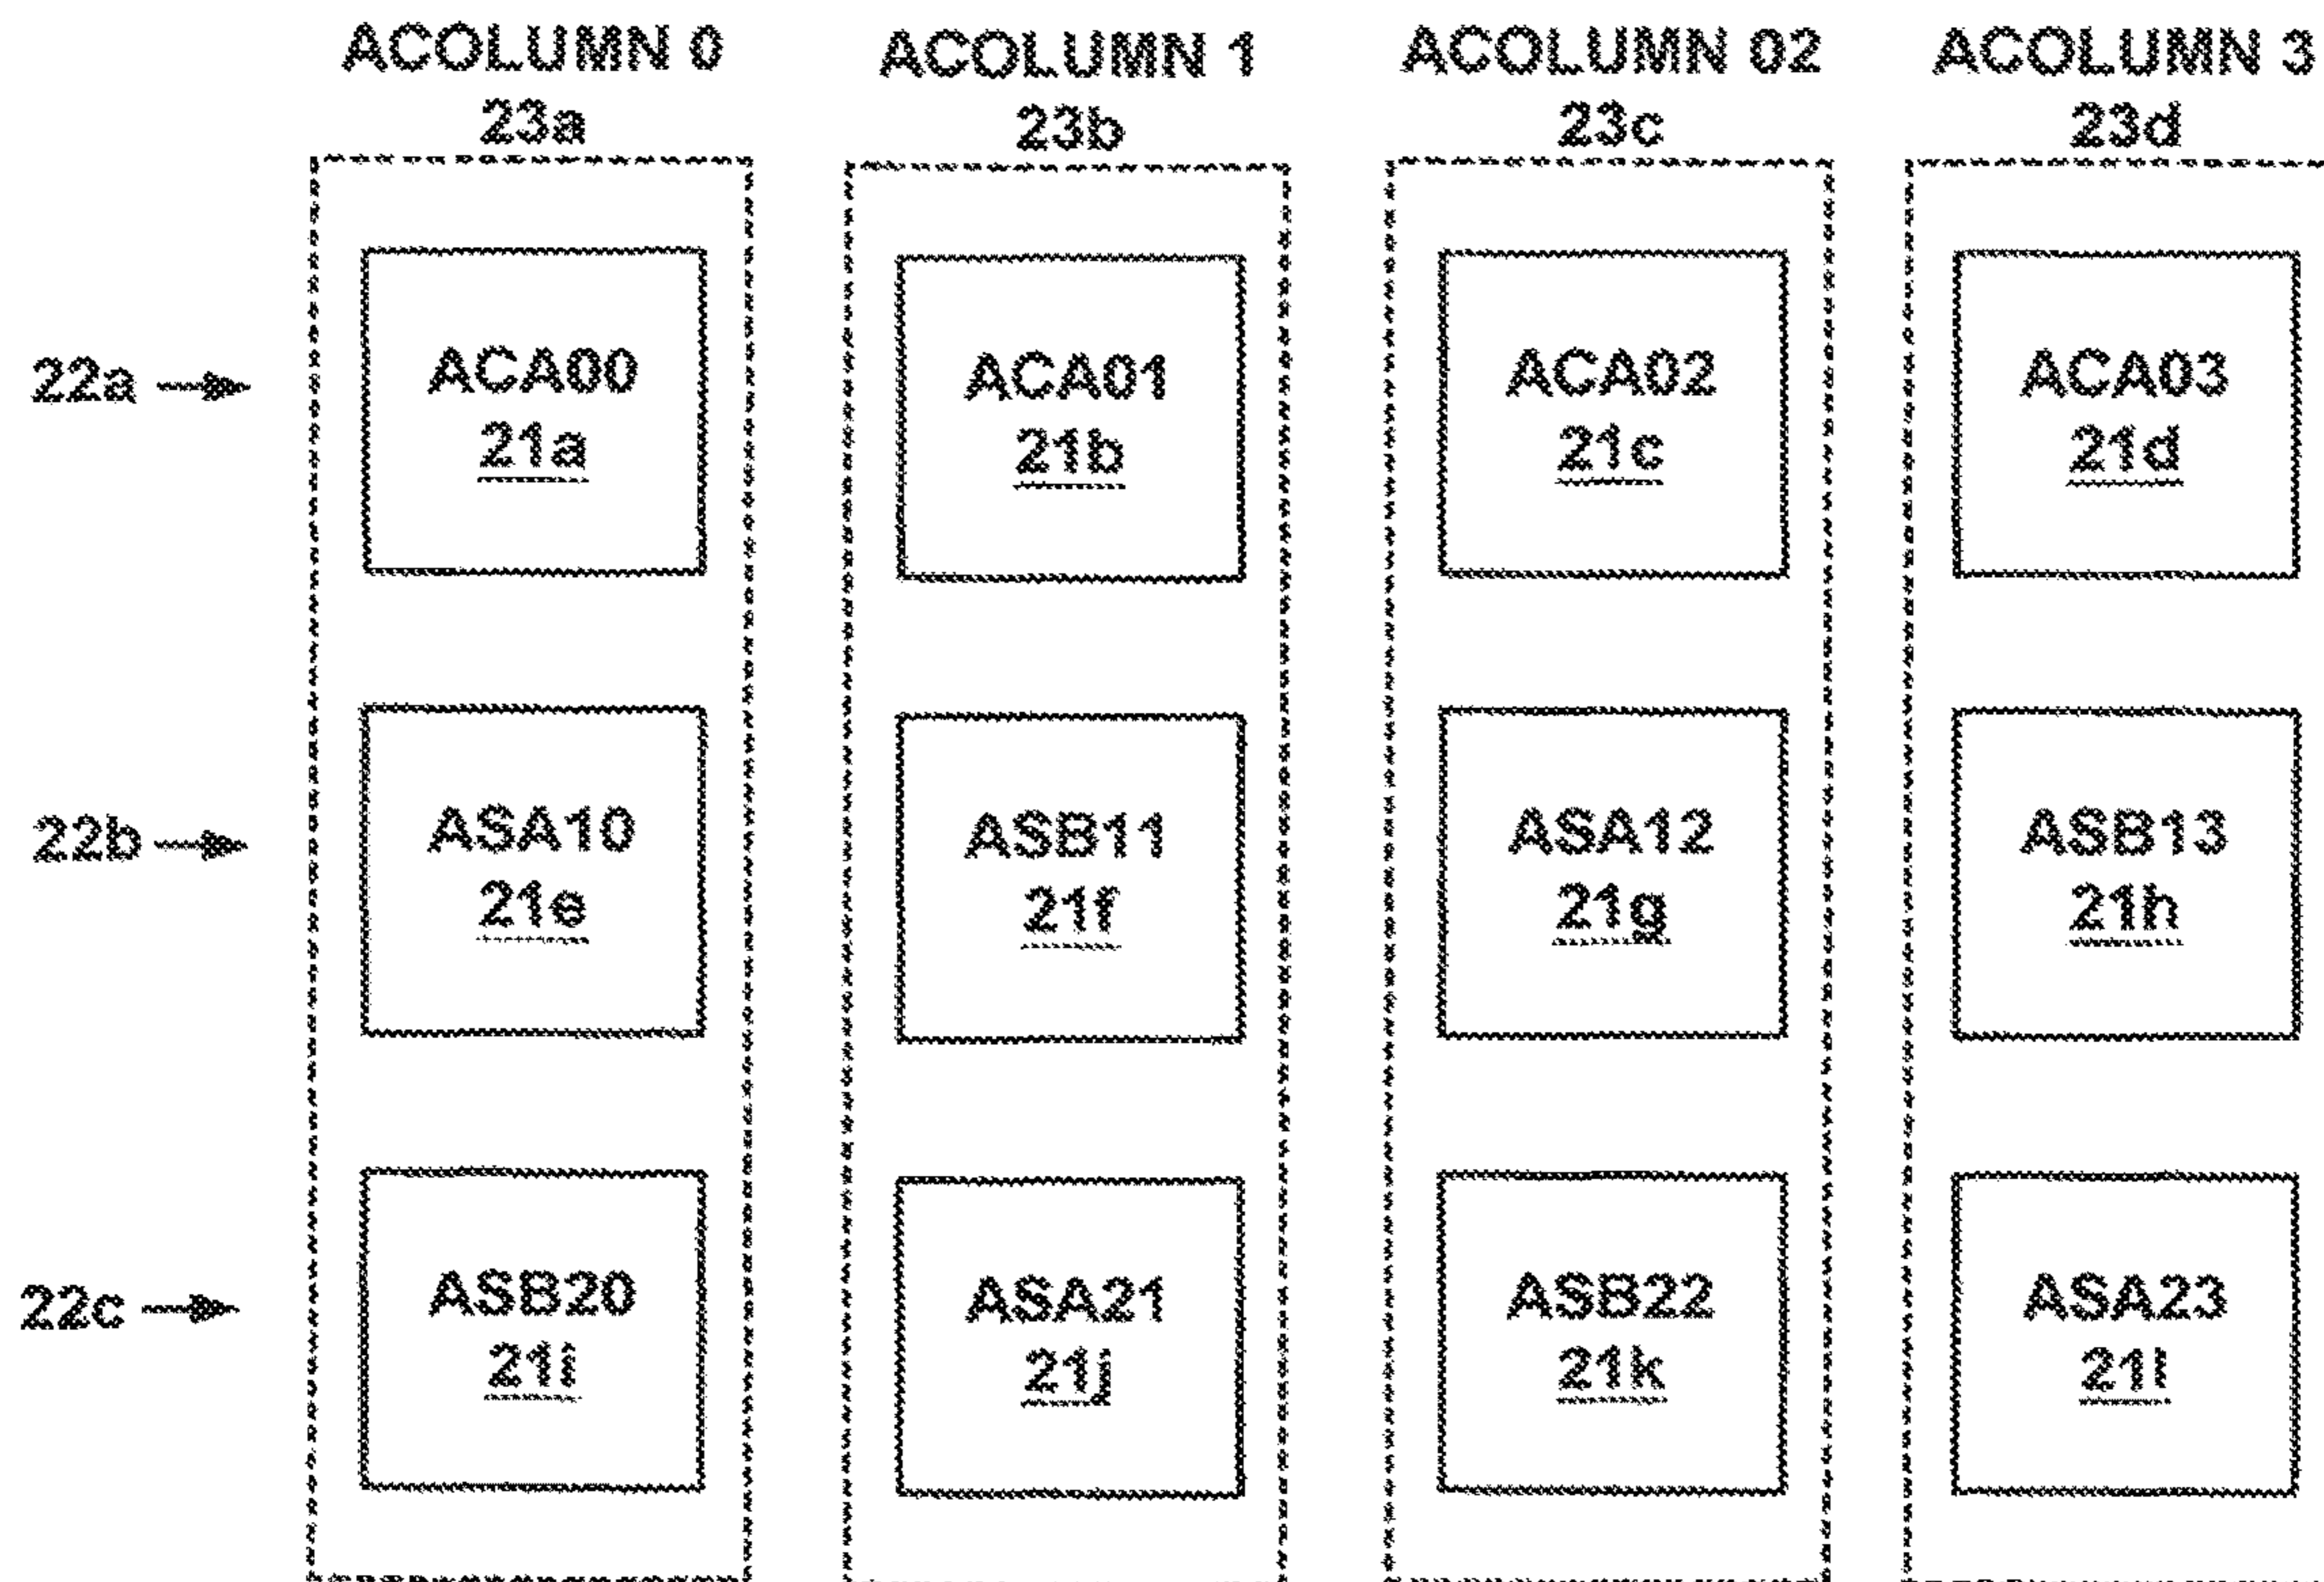 ACOLUMN 0 ACOLUMN 1 ACOLUMN 02 ACOLUMN 3
23a 23b 23c 23d
22a
ACA00 ACA01 ACA02 ACA03
21a 21b 21c 21d
22b
ASA10 ASB11 ASA12 ASB13
21e 21f 21g 21h
22c
ASB20 ASA21 ASB22 ASA23
21i 21j 21k 21l